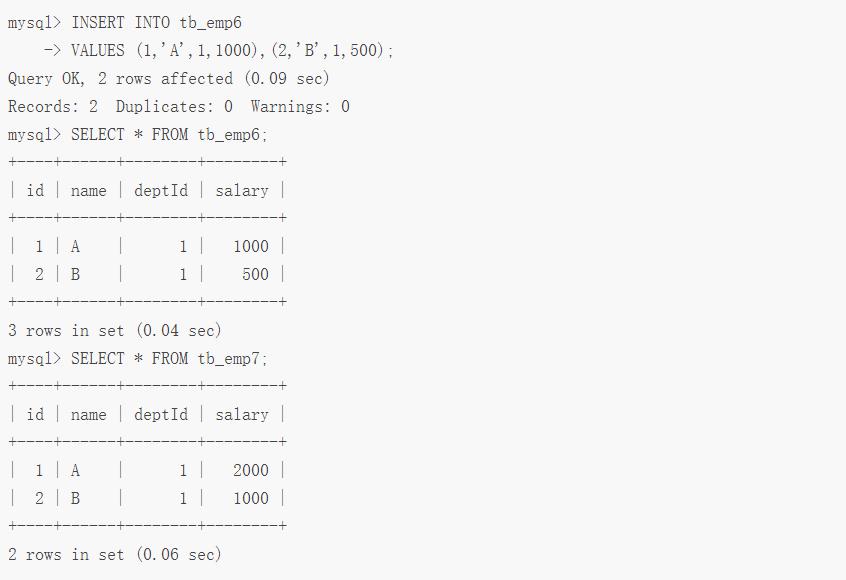 mysql> INSERT INTO tb_emp6
    -> VALUES (1,'A',1,1000),(2,'B',1,500);
Query OK, 2 rows affected (0.09 sec)
Records: 2  Duplicates: 0  Warnings: 0
mysql> SELECT * FROM tb_emp6;
+----+------+--------+--------+
| id | name | deptId | salary |
+----+------+--------+--------+
|  1 | A    |      1 |   1000 |
|  2 | B    |      1 |    500 |
+----+------+--------+--------+
3 rows in set (0.04 sec)
mysql> SELECT * FROM tb_emp7;
+----+------+--------+--------+
| id | name | deptId | salary |
+----+------+--------+--------+
|  1 | A    |      1 |   2000 |
|  2 | B    |      1 |   1000 |
+----+------+--------+--------+
2 rows in set (0.06 sec)